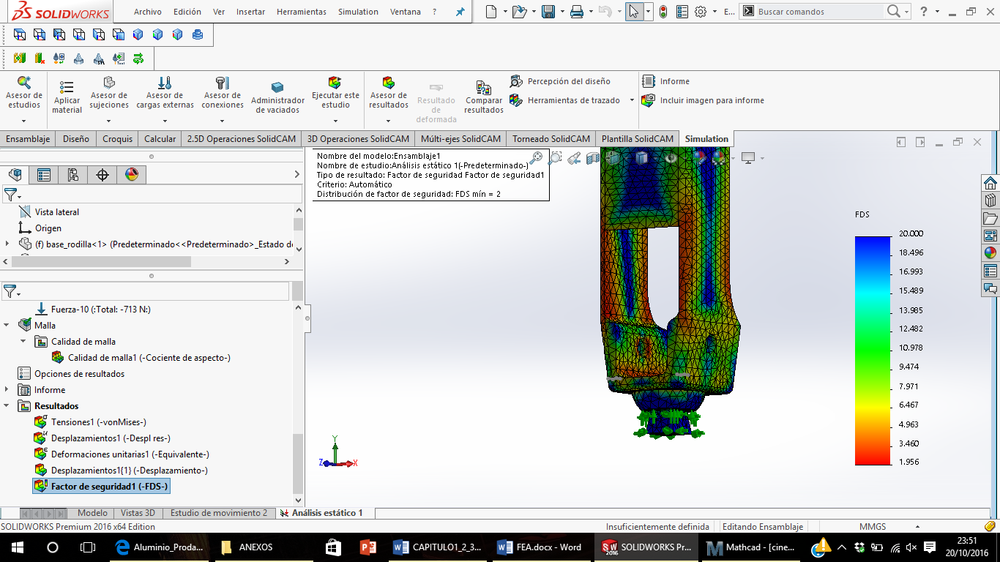 SOLIDWORKS
Archivo
Edición
Ver
Insertar
Herramientas
Simulation
Ventana
?
E...
Buscar comandos
?
Asesor de estudios
Aplicar material
Asesor de sujeciones
Asesor de cargas externas
Asesor de conexiones
Administrador de vaciados
Ejecutar este estudio
Asesor de resultados
Resultado de deformada
Comparar resultados
Percepción del diseño
Herramientas de trazado
Informe
Incluir imagen para informe
Ensamblaje
Diseño
Croquis
Calcular
2.5D Operaciones SolidCAM
3D Operaciones SolidCAM
Múlti-ejes SolidCAM
Torneado SolidCAM
Plantilla SolidCAM
Simulation
Nombre del modelo:Ensamblaje1
Nombre de estudio:Análisis estático 1(-Predeterminado-)
Tipo de resultado: Factor de seguridad Factor de seguridad1
Criterio: Automático
Distribución de factor de seguridad: FDS mín = 2
Vista lateral
Origen
(f) base_rodilla<1> (Predeterminado<<Predeterminado>_Estado de
Fuerza-10 (:Total: -713 N:)
Malla
Calidad de malla
Calidad de malla1 (-Cociente de aspecto-)
Opciones de resultados
Informe
Resultados
Tensiones1 (-vonMises-)
Desplazamientos1 (-Despl res-)
Deformaciones unitarias1 (-Equivalente-)
Desplazamientos1{1} (-Desplazamiento-)
Factor de seguridad1 (-FDS-)
Y
Z
X
FDS
20.000
18.496
16.993
15.489
13.985
12.482
10.978
9.474
7.971
6.467
4.963
3.460
1.956
Modelo
Vistas 3D
Estudio de movimiento 2
Análisis estático 1
SOLIDWORKS Premium 2016 x64 Edition
Insuficientemente definida
Editando Ensamblaje
MMGS
Aluminio_Proda...
ANEXOS
CAPITULO1_2_3...
FEA.docx - Word
SOLIDWORKS Pr...
Mathcad - [cine...
23:51
20/10/2016